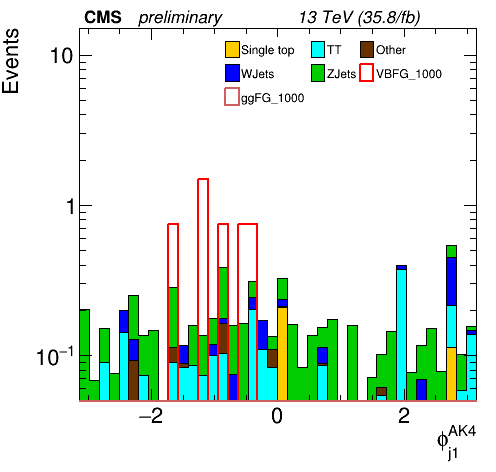 CMS preliminary 13 TeV (35.8/fb)
Events
Single top TT Other
WJets ZJets VBFG_1000
ggFG_1000
10
1
10⁻¹
−2 0 2
ϕ_j1^AK4